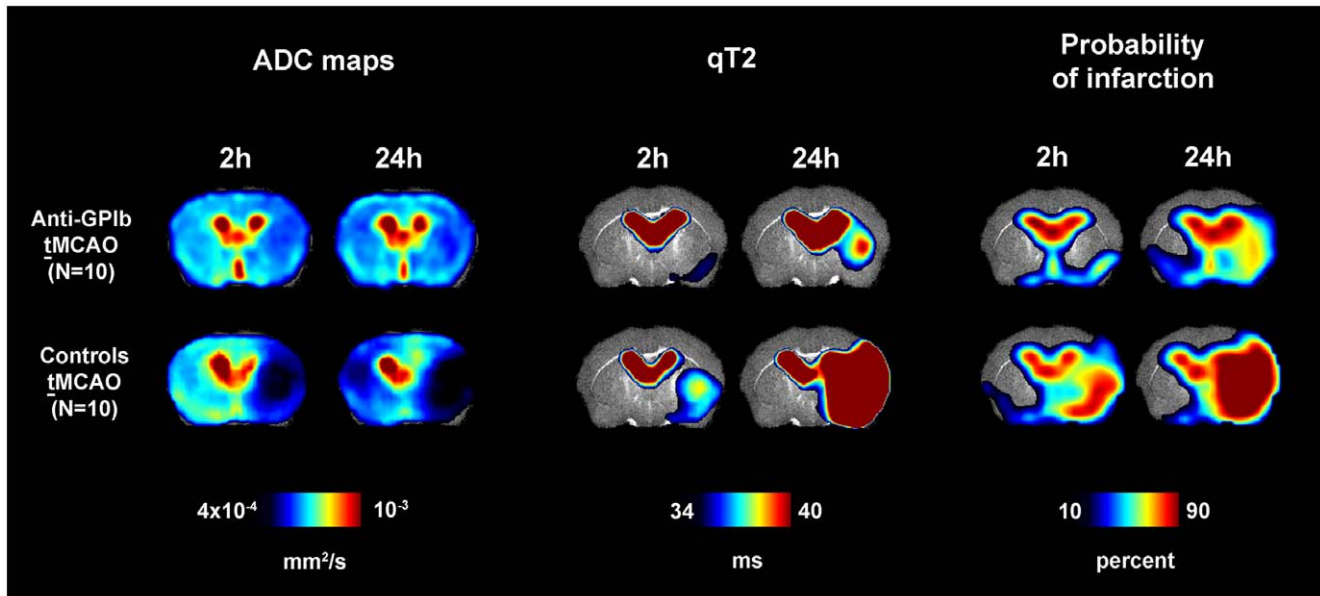 ADC maps
qT2
Probability
of infarction
2h
24h
2h
24h
2h
24h
Anti-GPIb
tMCAO
(N=10)
Controls
tMCAO
(N=10)
4x10⁻⁴
10⁻³
34
40
10
90
mm²/s
ms
percent